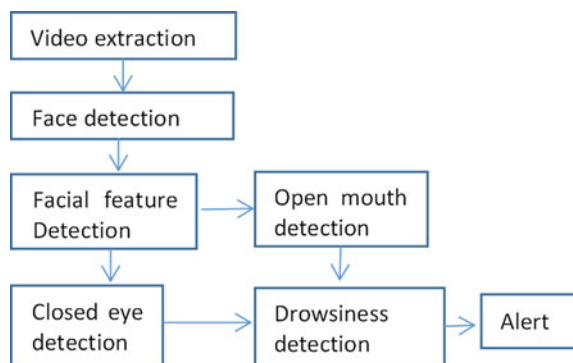 Video extraction
Face detection
Facial feature
Detection
Open mouth
detection
Closed eye
detection
Drowsiness
detection
Alert